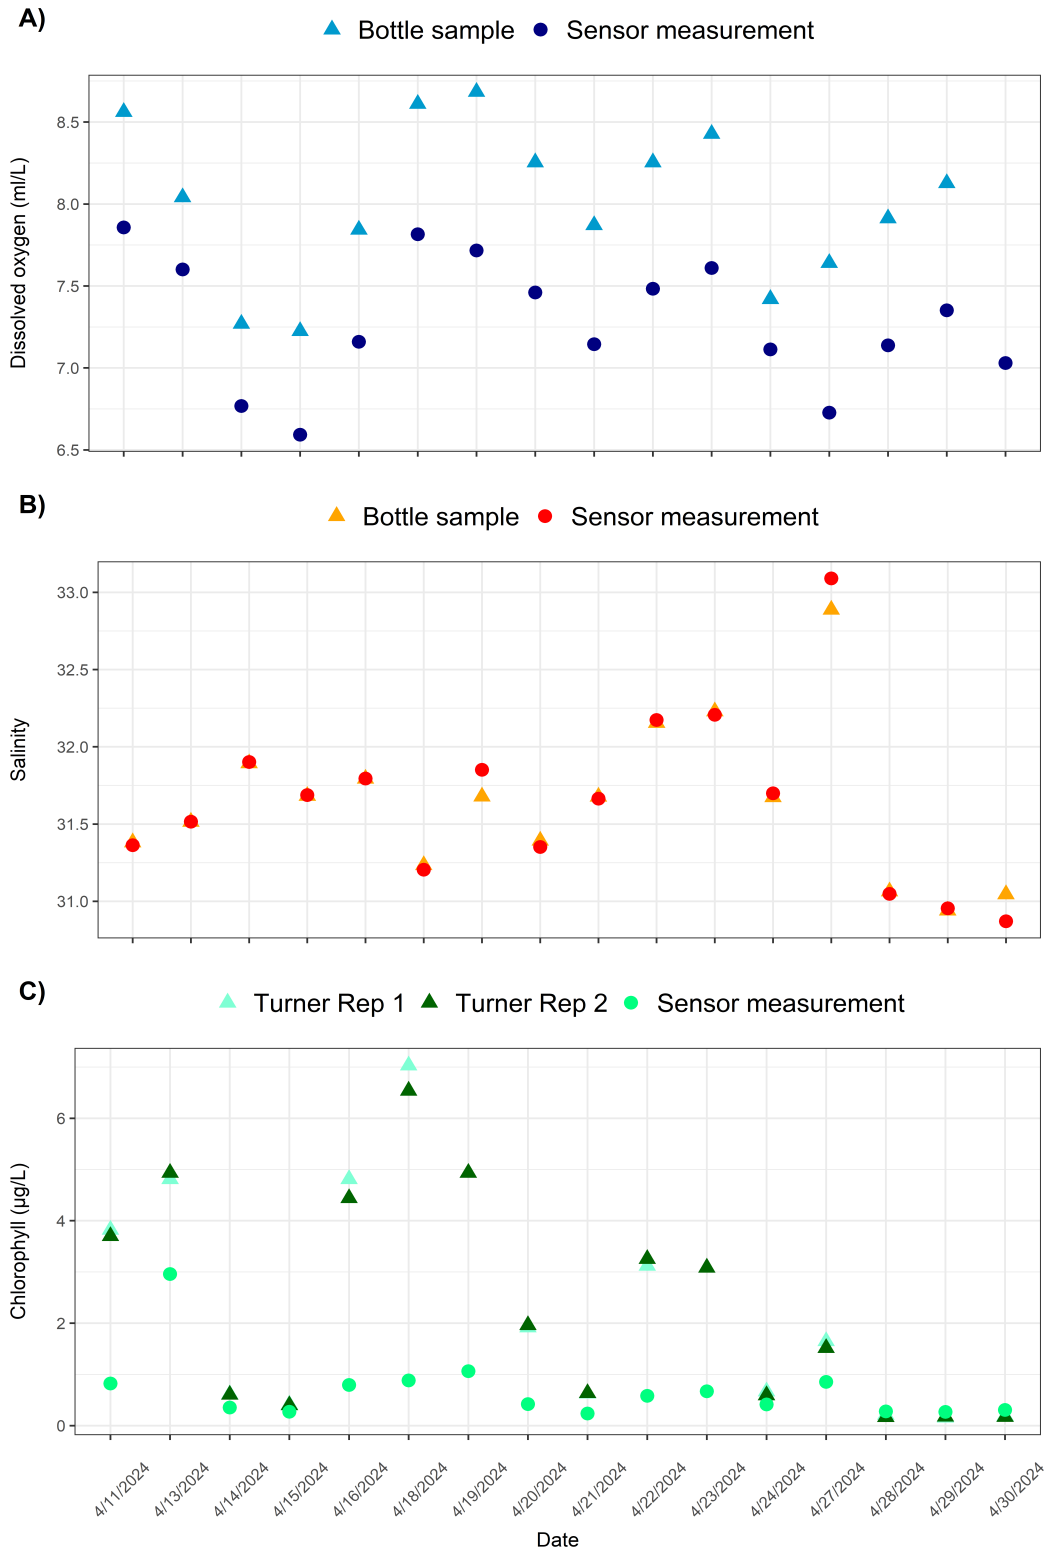 A)
Bottle sample Sensor measurement
Dissolved oxygen (ml/L)
8.5
8.0
7.5
7.0
6.5
B)
Bottle sample Sensor measurement
Salinity
33.0
32.5
32.0
31.5
31.0
C)
Turner Rep 1 Turner Rep 2 Sensor measurement
Chlorophyll (µg/L)
6
4
2
0
4/11/2024 4/13/2024 4/14/2024 4/15/2024 4/16/2024 4/18/2024 4/19/2024 4/20/2024 4/21/2024 4/22/2024 4/23/2024 4/24/2024 4/27/2024 4/28/2024 4/29/2024 4/30/2024
Date